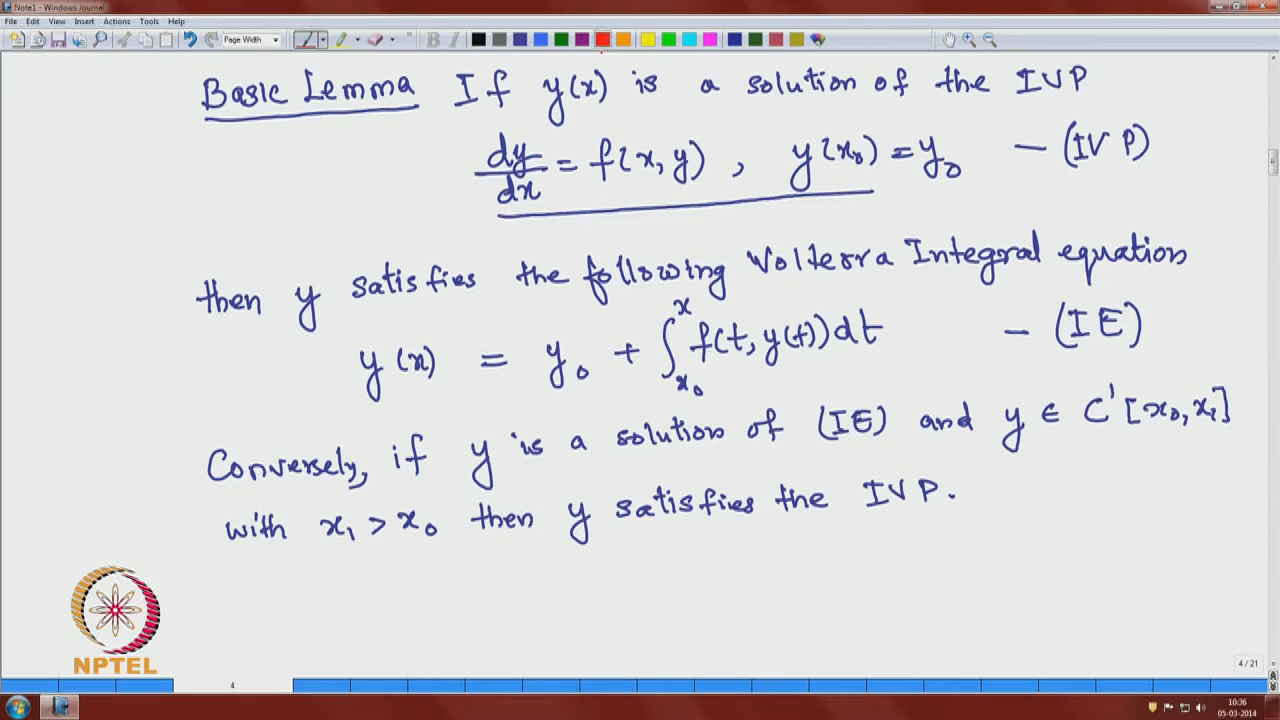 Note1 - Windows Journal
File Edit View Insert Actions Tools Help
Page Width
Basic Lemma If y(x) is a solution of the IVP
dy/dx = f(x, y) , y(x₀) = y₀ — (IVP)
then y satisfies the following Volterra Integral equation
y(x) = y₀ + ∫_{x₀}^{x} f(t, y(t)) dt — (IE)
Conversely, if y is a solution of (IE) and y ∈ C'[x₀, x₁]
with x₁ > x₀ then y satisfies the IVP.
NPTEL
4 / 21
4
10:36
05-03-2014